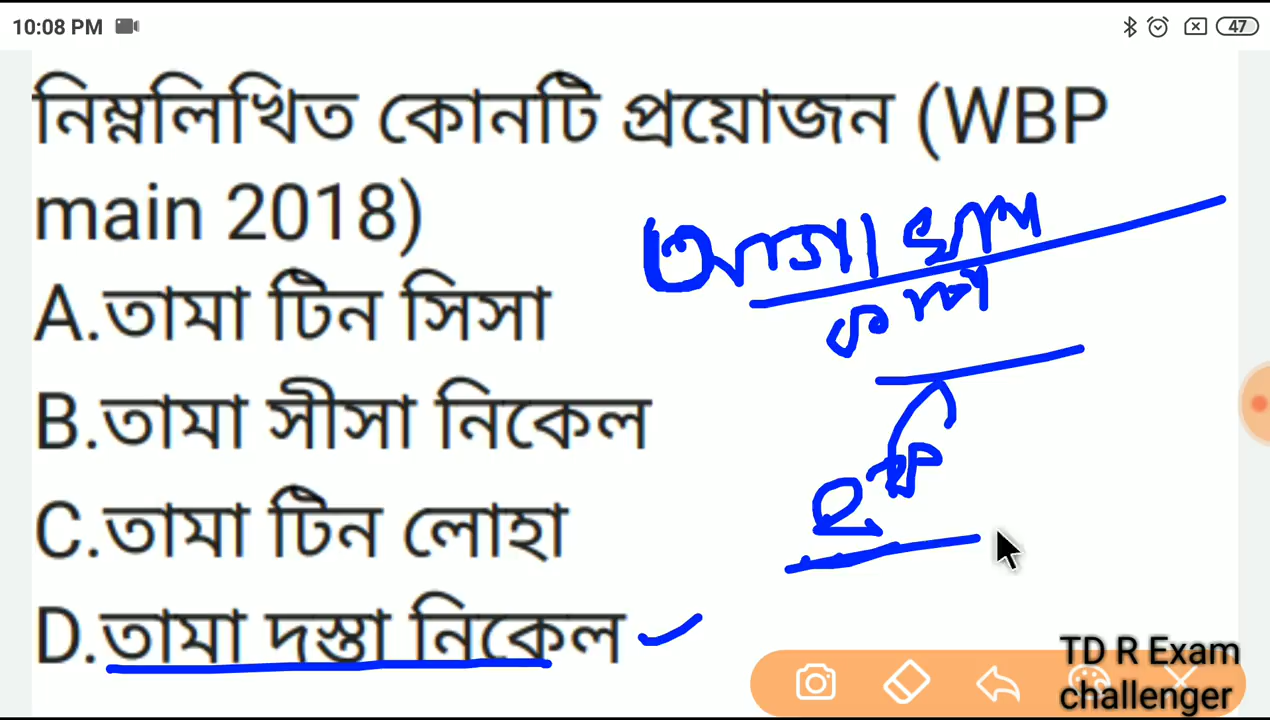 10:08 PM
47
নিম্নলিখিত কোনটি প্রয়োজন (WBP
main 2018)
A.তামা টিন সিসা
B.তামা সীসা নিকেল
C.তামা টিন লোহা
D.তামা দস্তা নিকেল
TD R Exam
challenger